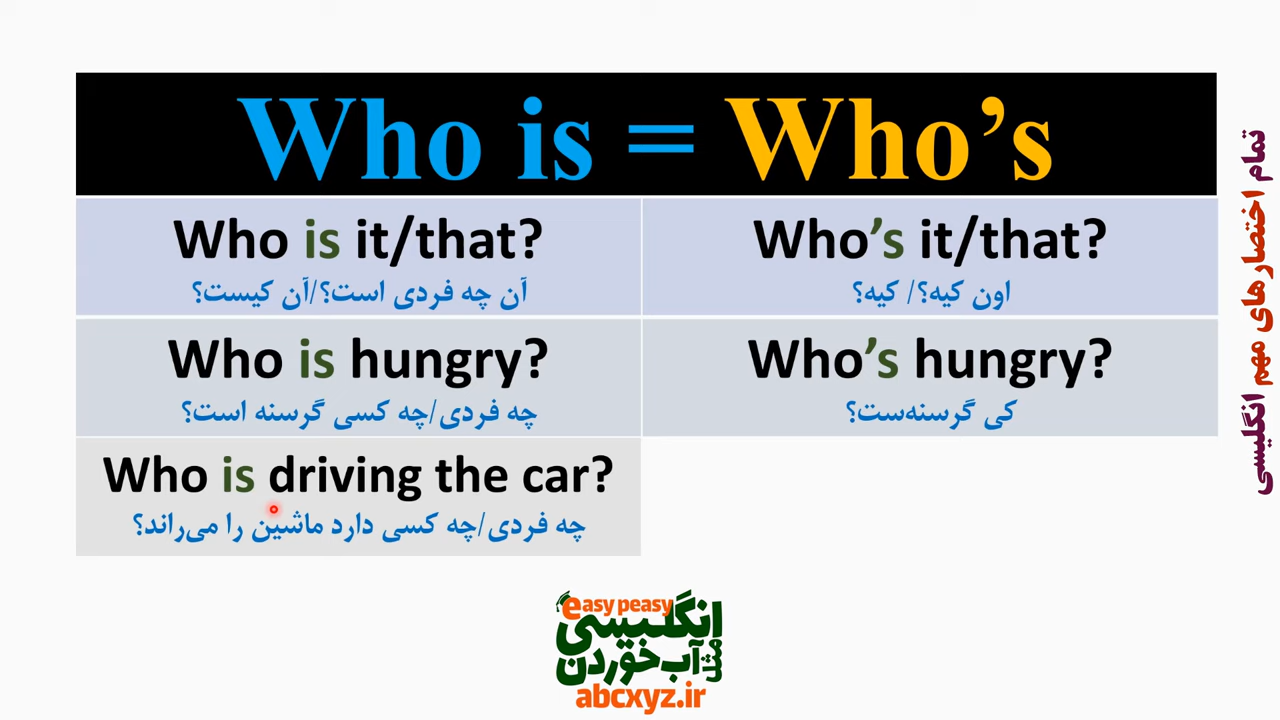 Who is = Who’s
Who is it/that?
آن چه فردی است؟/آن کیست؟
Who’s it/that?
اون کیه؟/ کیه؟
Who is hungry?
چه فردی/چه کسی گرسنه است؟
Who’s hungry?
کی گرسنه‌ست؟
Who is driving the car?
چه فردی/چه کسی دارد ماشین را می‌راند؟
تمام اختصارهای مهم انگلیسی
easy peasy
انگلیسی
مثل آب خوردن
abcxyz.ir